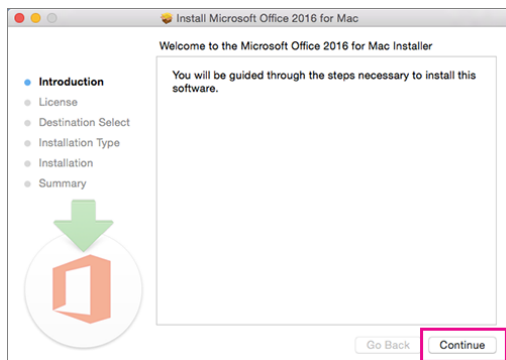 Install Microsoft Office 2016 for Mac
Welcome to the Microsoft Office 2016 for Mac Installer
Introduction
License
Destination Select
Installation Type
Installation
Summary
You will be guided through the steps necessary to install this
software.
Go Back
Continue